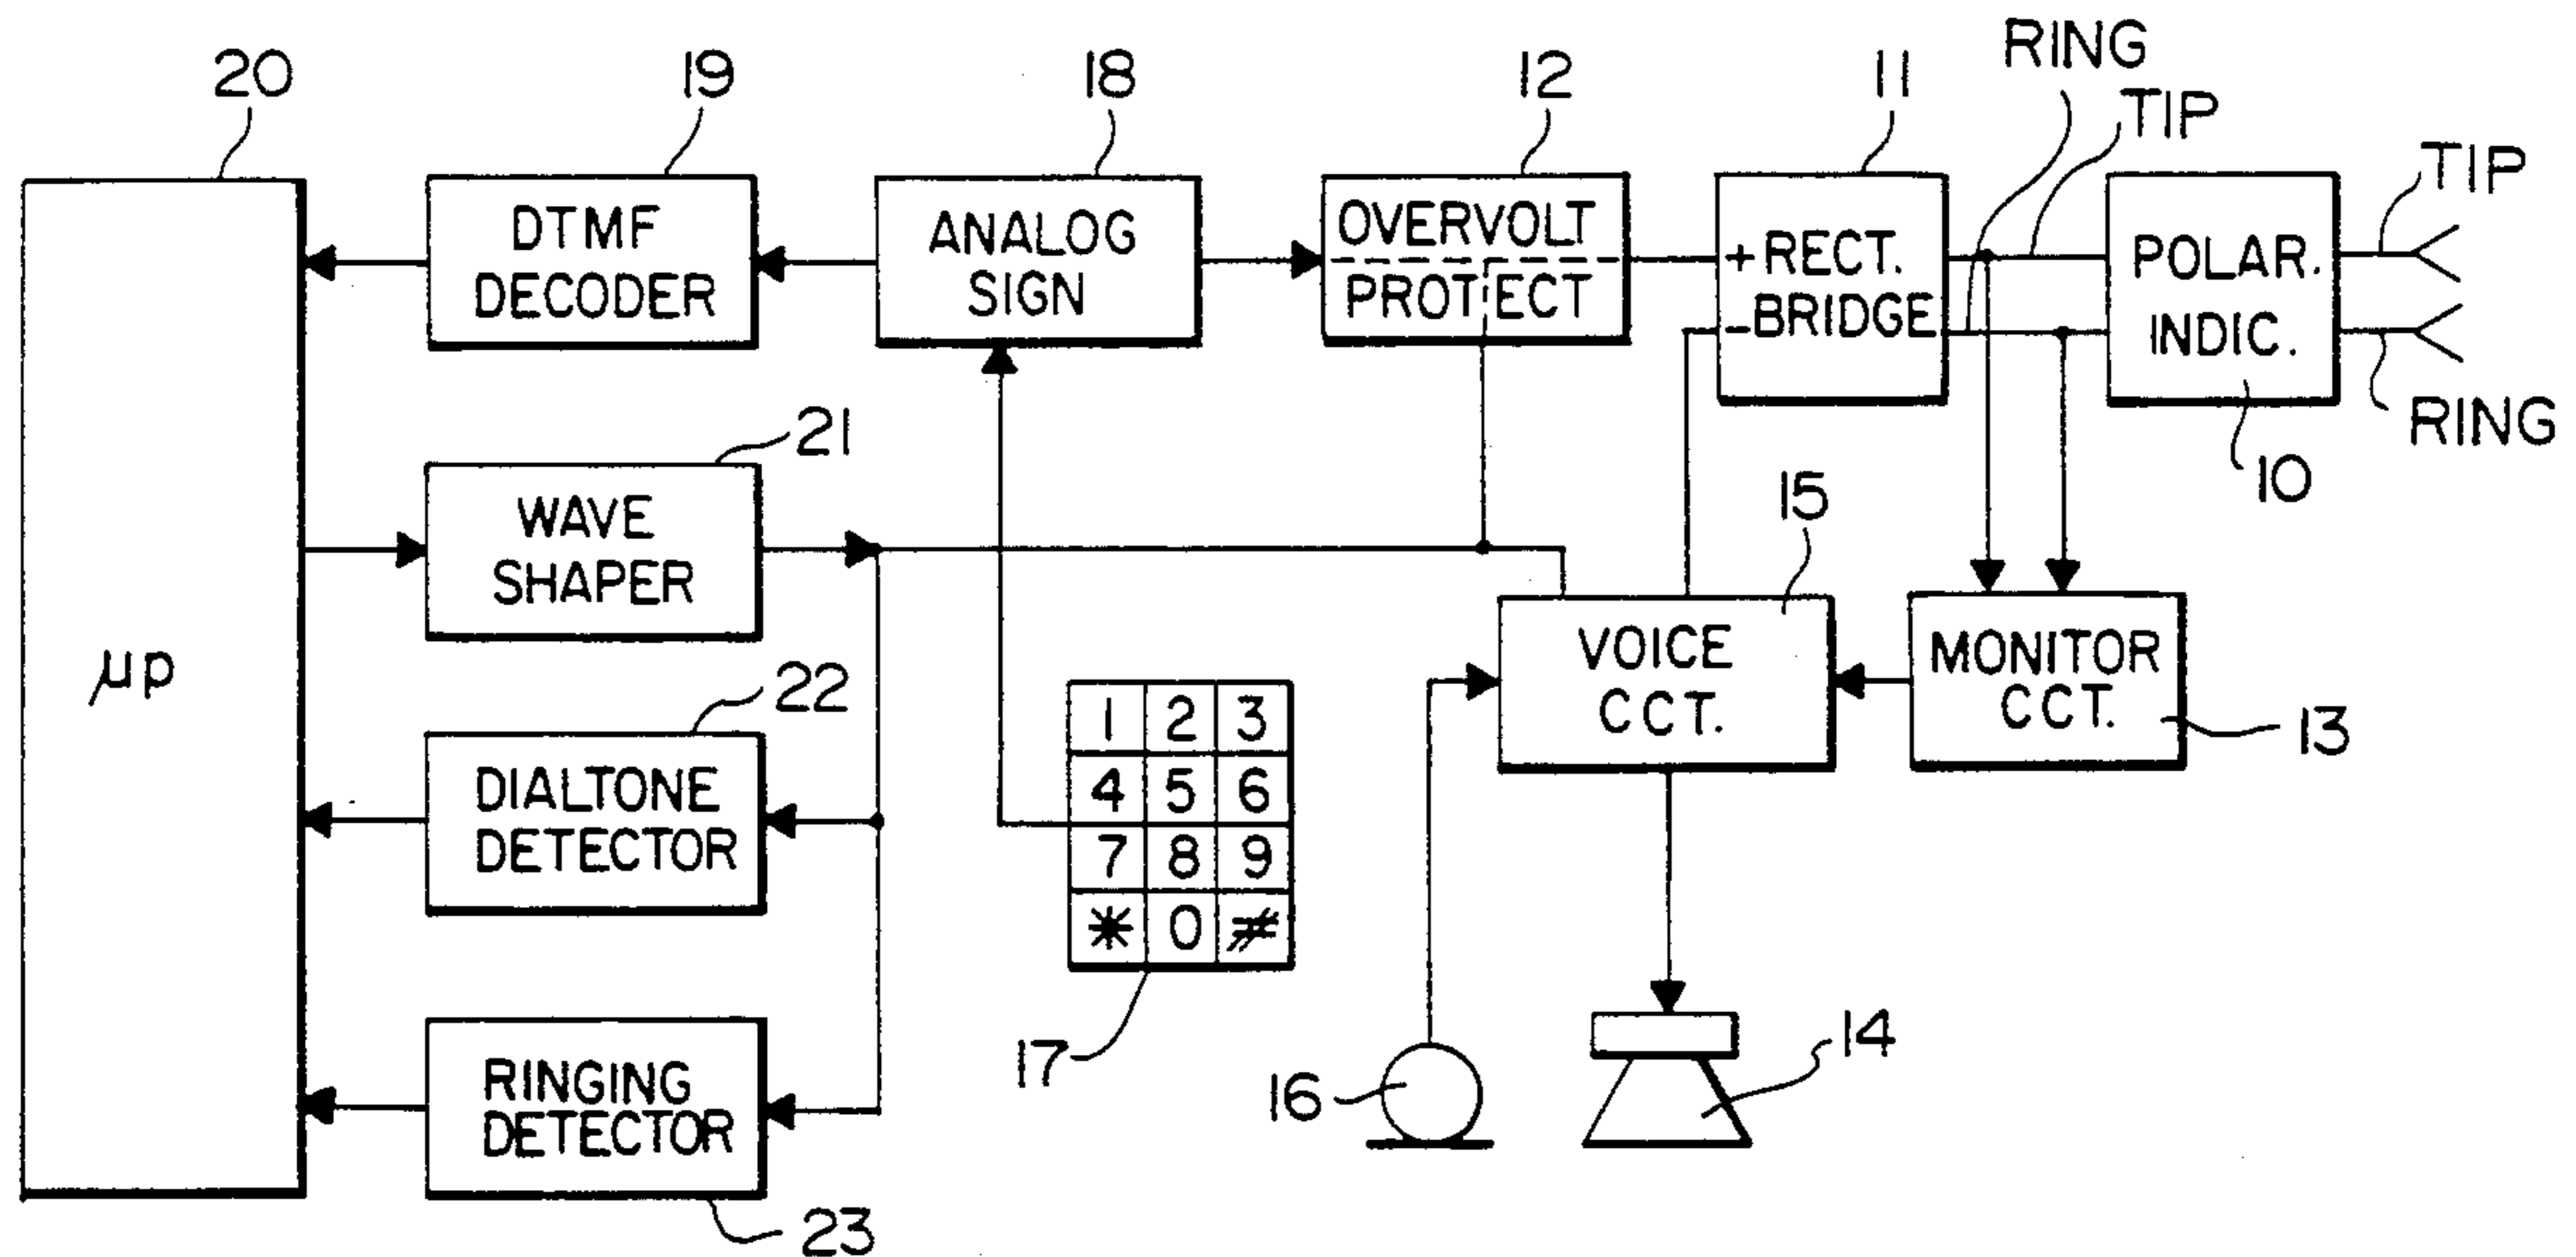 RING
20
19
18
12
11
TIP
TIP
DTMF
DECODER
ANALOG
SIGN
OVERVOLT
PROTECT
+ RECT.
- BRIDGE
POLAR.
INDIC.
RING
10
21
WAVE
SHAPER
15
μp
VOICE
CCT.
MONITOR
CCT.
13
22
DIALTONE
DETECTOR
1 2 3
4 5 6
7 8 9
* 0 #
17
16
14
RINGING
DETECTOR
23